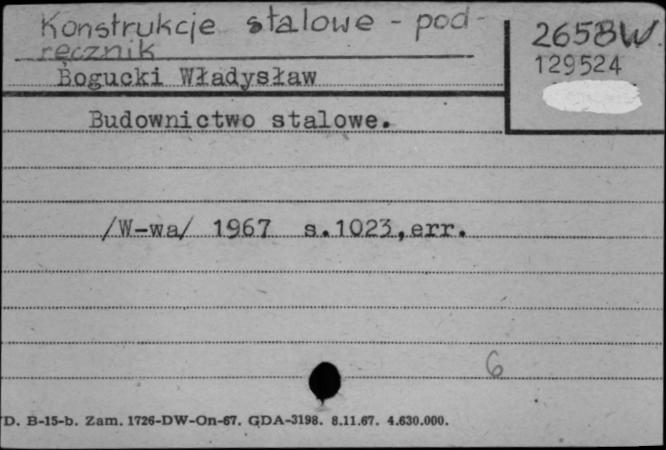 Konstrukcje stalowe - pod-
ręcznik
Bogucki Władysław
2658W
129524
Budownictwo stalowe.
/W-wa/ 1967 s.1023,err.
6
D. B-15-b. Zam. 1726-DW-On-67. GDA-3198. 8.11.67. 4.630.000.